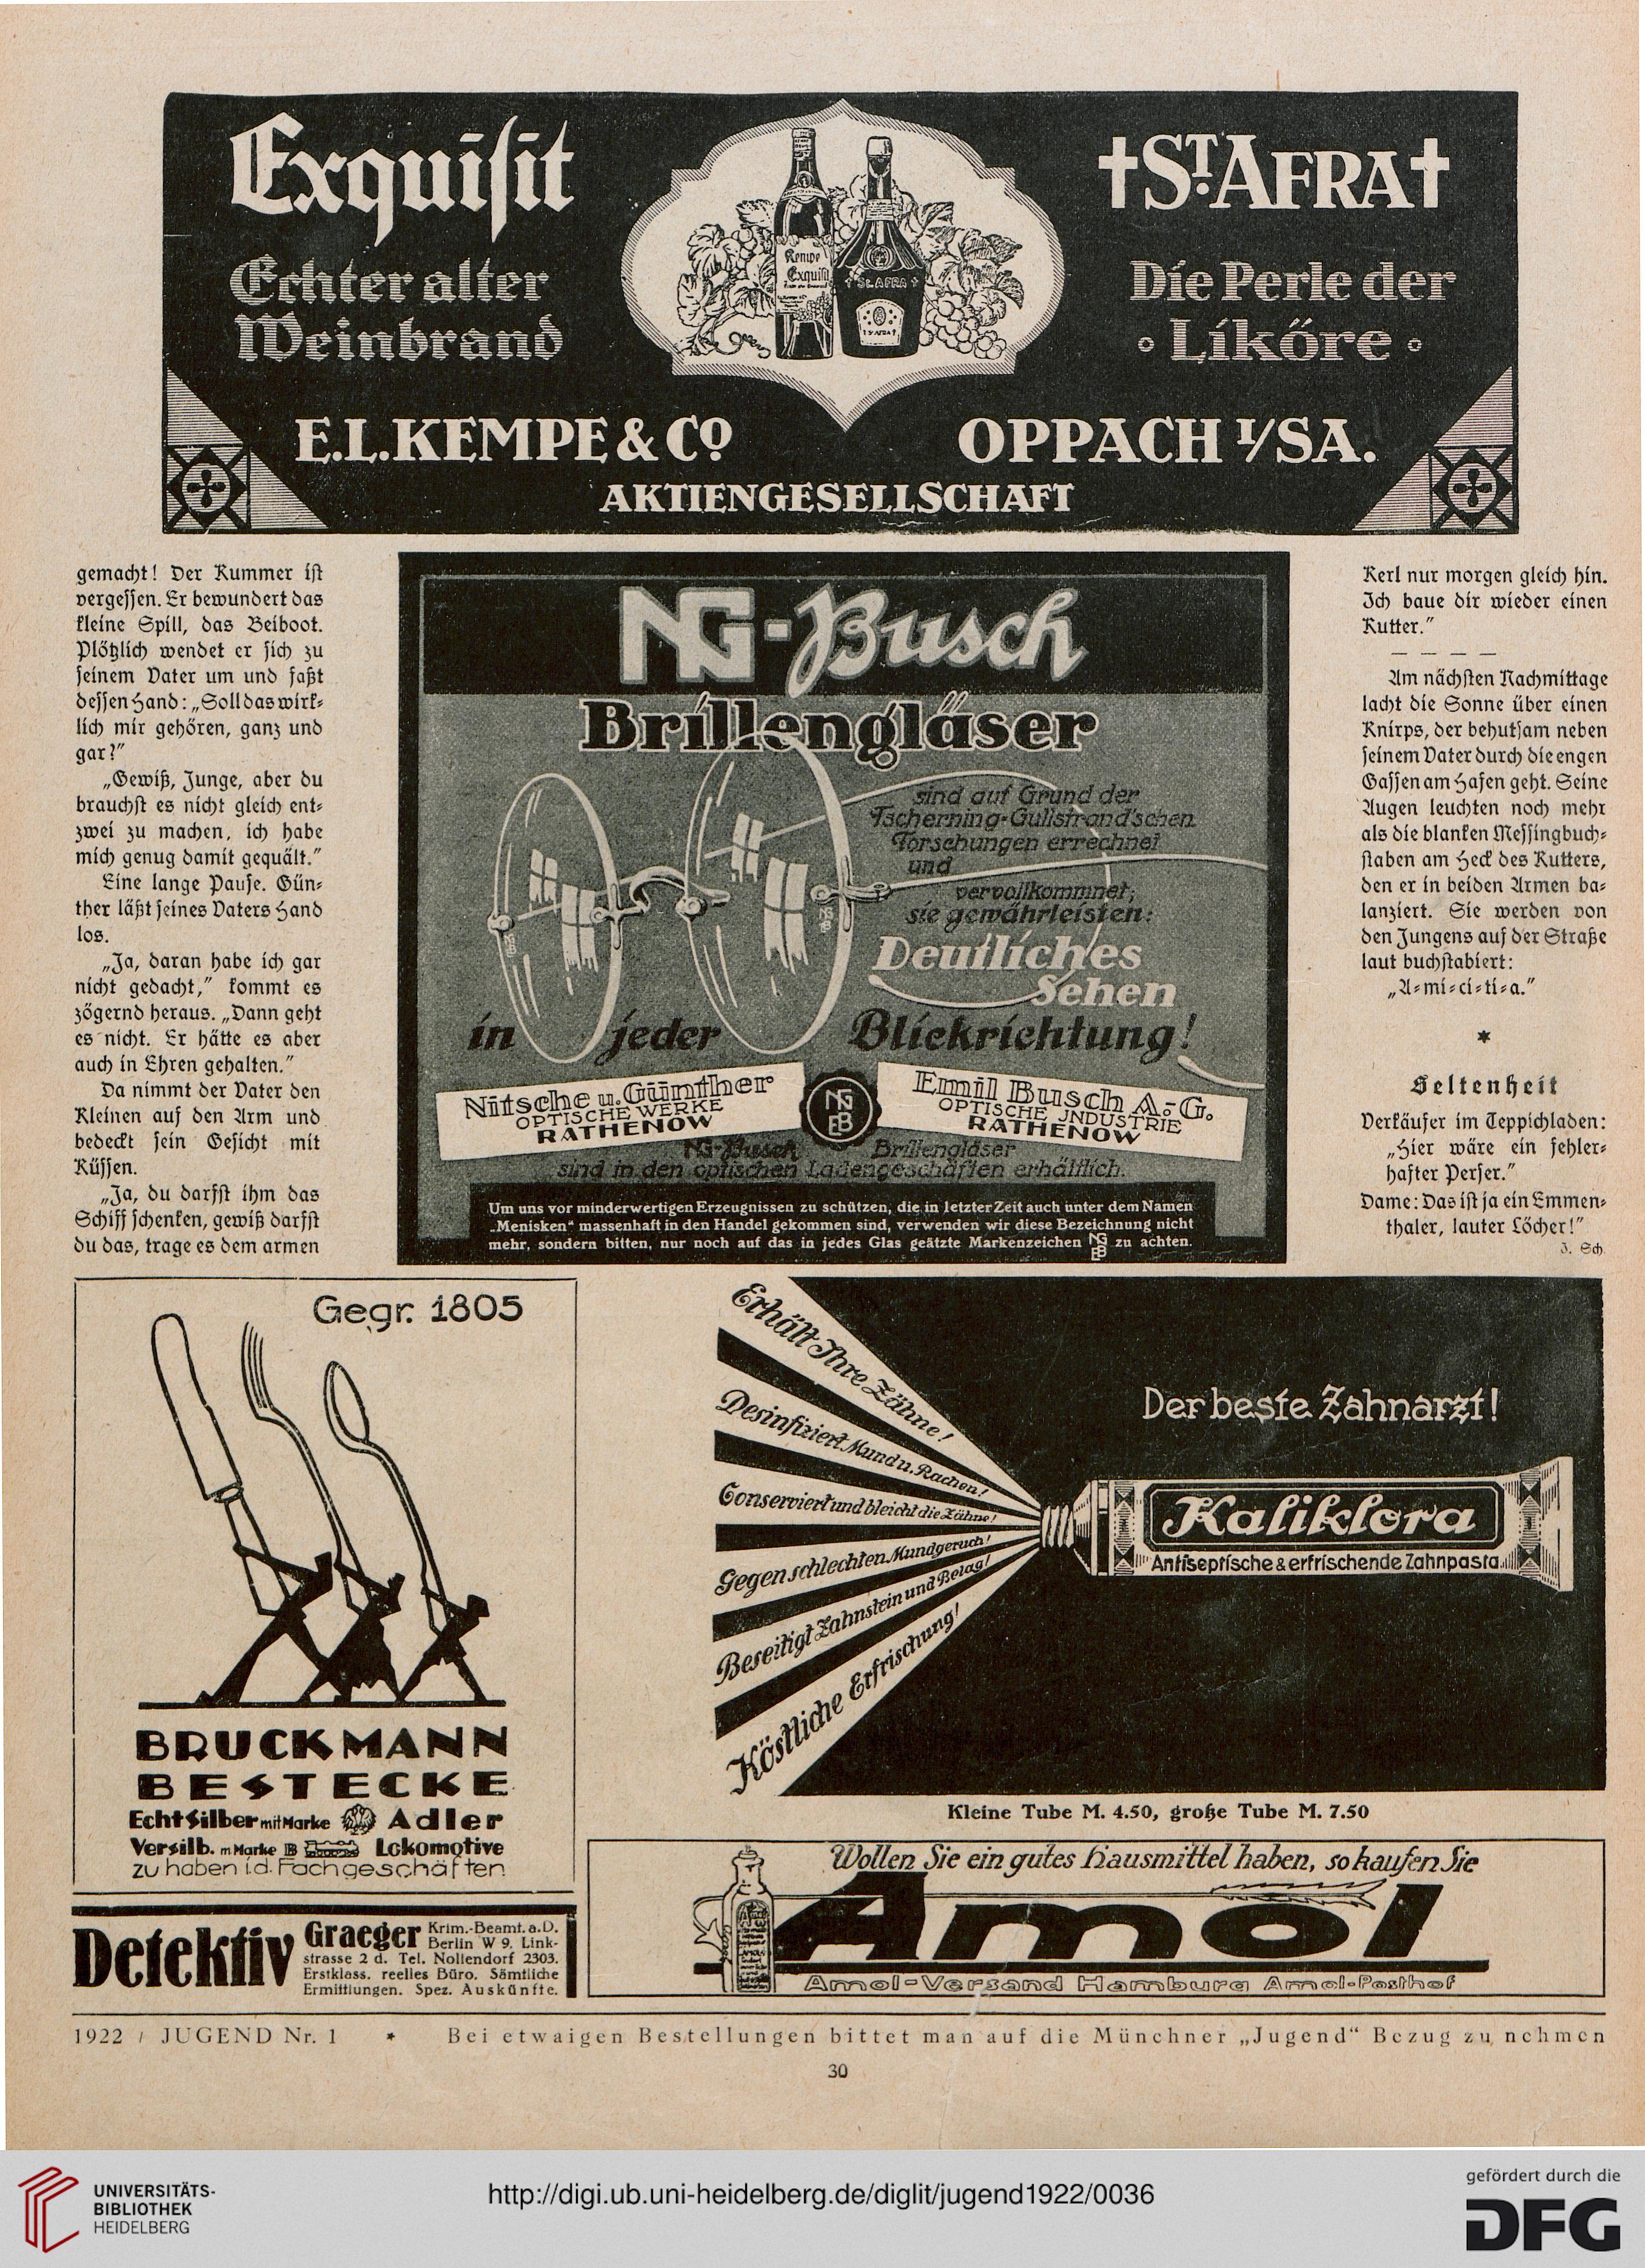 Exquisit
Echter alter
Weinbrand
Kempe
Exquisit
St. AFRA
† ST. AFRA †
† ST. AFRA †
Die Perle der
Liköre
E.L. KEMPE & Co.
OPPACH I/SA.
AKTIENGESELLSCHAFT
gemacht! Der Kummer ist
vergessen. Er bewundert das
kleine Spill, das Beiboot.
Plötzlich wendet er sich zu
seinem Vater um und faßt
dessen Hand: „Soll das wirk-
lich mir gehören, ganz und
gar?“
„Gewiß, Junge, aber du
brauchst es nicht gleich ent-
zwei zu machen, ich habe
mich genug damit gequält.“
Eine lange Pause. Gün-
ther läßt seines Vaters Hand
los.
„Ja, daran habe ich gar
nicht gedacht,“ kommt es
zögernd heraus. „Dann geht
es nicht. Er hätte es aber
auch in Ehren gehalten.“
Da nimmt der Vater den
Kleinen auf den Arm und
bedeckt sein Gesicht mit
Küssen.
„Ja, du darfst ihm das
Schiff schenken, gewiß darfst
du das, trage es dem armen
NG-Busch
Brillengläser
sind auf Grund der
Tscherning-Gullstrand'schen
Forschungen errechnet
und
vervollkommnet;
sie gewährleisten:
Deutliches
Sehen
in jeder Blickrichtung!
Nitsche u. Günther
OPTISCHE WERKE
RATHENOW
NG
EB
Emil Busch A.-G.
OPTISCHE JNDUSTRIE
RATHENOW
NG-Busch Brillengläser
sind in den optischen Ladengeschäften erhältlich.
Um uns vor minderwertigen Erzeugnissen zu schützen, die in letzter Zeit auch unter dem Namen
„Menisken“ massenhaft in den Handel gekommen sind, verwenden wir diese Bezeichnung nicht
mehr, sondern bitten, nur noch auf das in jedes Glas geätzte Markenzeichen NG EB zu achten.
Kerl nur morgen gleich hin.
Ich baue dir wieder einen
Kutter.“
— — — —
Am nächsten Nachmittage
lacht die Sonne über einen
Knirps, der behutsam neben
seinem Vater durch die engen
Gassen am Hafen geht. Seine
Augen leuchten noch mehr
als die blanken Messingbuch-
staben am Heck des Kutters,
den er in beiden Armen ba-
lanziert. Sie werden von
den Jungens auf der Straße
laut buchstabiert:
„A-mi-ci-ti-a.“
*
Seltenheit
Verkäufer im Teppichladen:
„Hier wäre ein fehler-
hafter Perser.“
Dame: Das ist ja ein Emmen-
thaler, lauter Löcher!“
J. Sch.
Gegr. 1805
BRUCKMANN
BESTECKE
Echt Silber mit Marke Adler
Versilb. m. Marke B Lokomotive
zu haben i.d. Fachgeschäften
Erhält Ihre Zähne!
Desinfiziert Mund u. Rachen!
Conserviert und bleicht die Zähne!
Gegen schlechten Mundgeruch!
Beseitigt Zahnstein und Belag!
Köstliche Erfrischung!
Der beste Zahnarzt!
Kaliklora
Antiseptische & erfrischende Zahnpasta
Kleine Tube M. 4.50, große Tube M. 7.50
Detektiv Graeger Krim.-Beamt. a.D.
Berlin W 9, Link-
strasse 2 d. Tel. Nollendorf 2303.
Erstklass. reelles Büro. Sämtliche
Ermittlungen. Spez. Auskünfte.
Wollen Sie ein gutes Hausmittel haben, so kaufen Sie
Amol
Amol-Versand Hamburg Amol-Posthof
1922 / JUGEND Nr. 1 * Bei etwaigen Bestellungen bittet man auf die Münchner „Jugend“ Bezug zu nehmen
30
UNIVERSITÄTS-
BIBLIOTHEK
HEIDELBERG
http://digi.ub.uni-heidelberg.de/diglit/jugend1922/0036
gefördert durch die
DFG